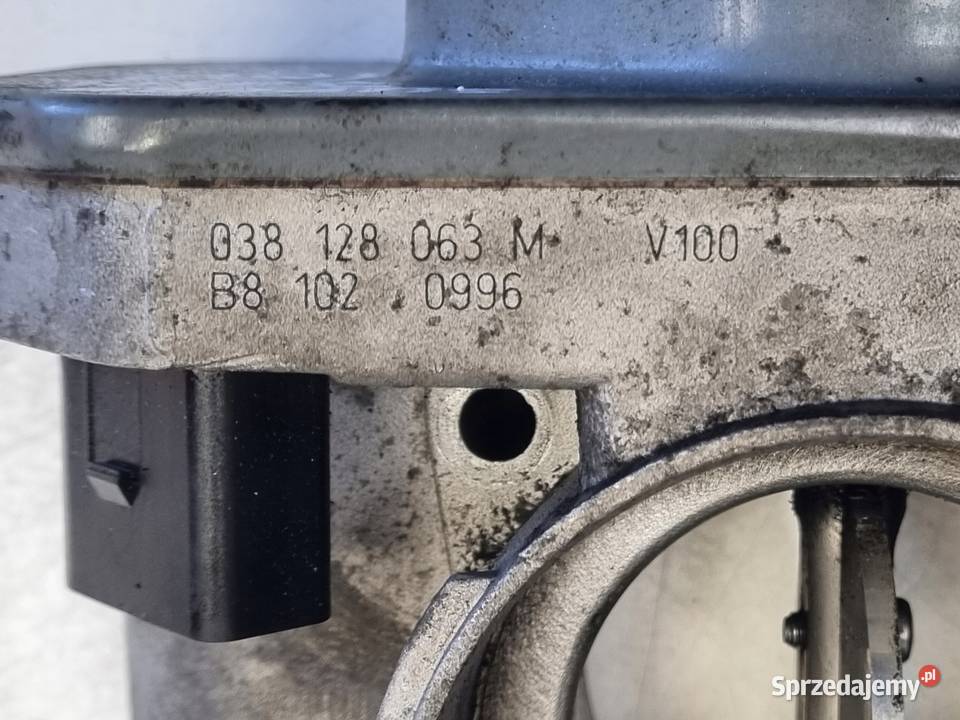 038 128 063 M V100
B8 102 0996
Sprzedajemy.pl